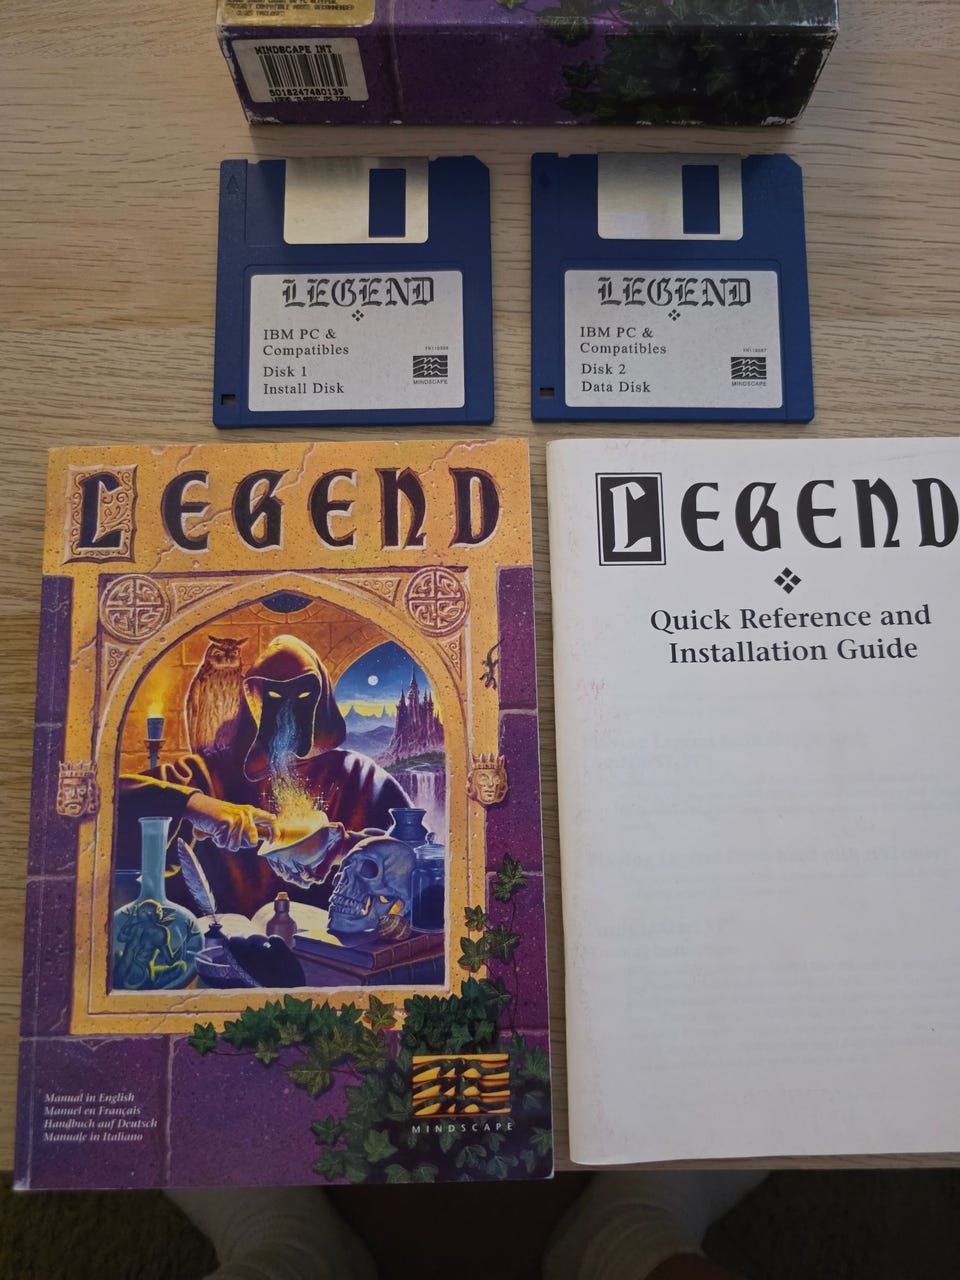 MINDSCAPE INT
5018247480139
LEGEND
IBM PC &
Compatibles
Disk 1
Install Disk
MINDSCAPE
LEGEND
IBM PC &
Compatibles
Disk 2
Data Disk
MINDSCAPE
LEGEND
Manual in English
Manuel en Français
Handbuch auf Deutsch
Manuale in Italiano
MINDSCAPE
LEGEND
Quick Reference and
Installation Guide